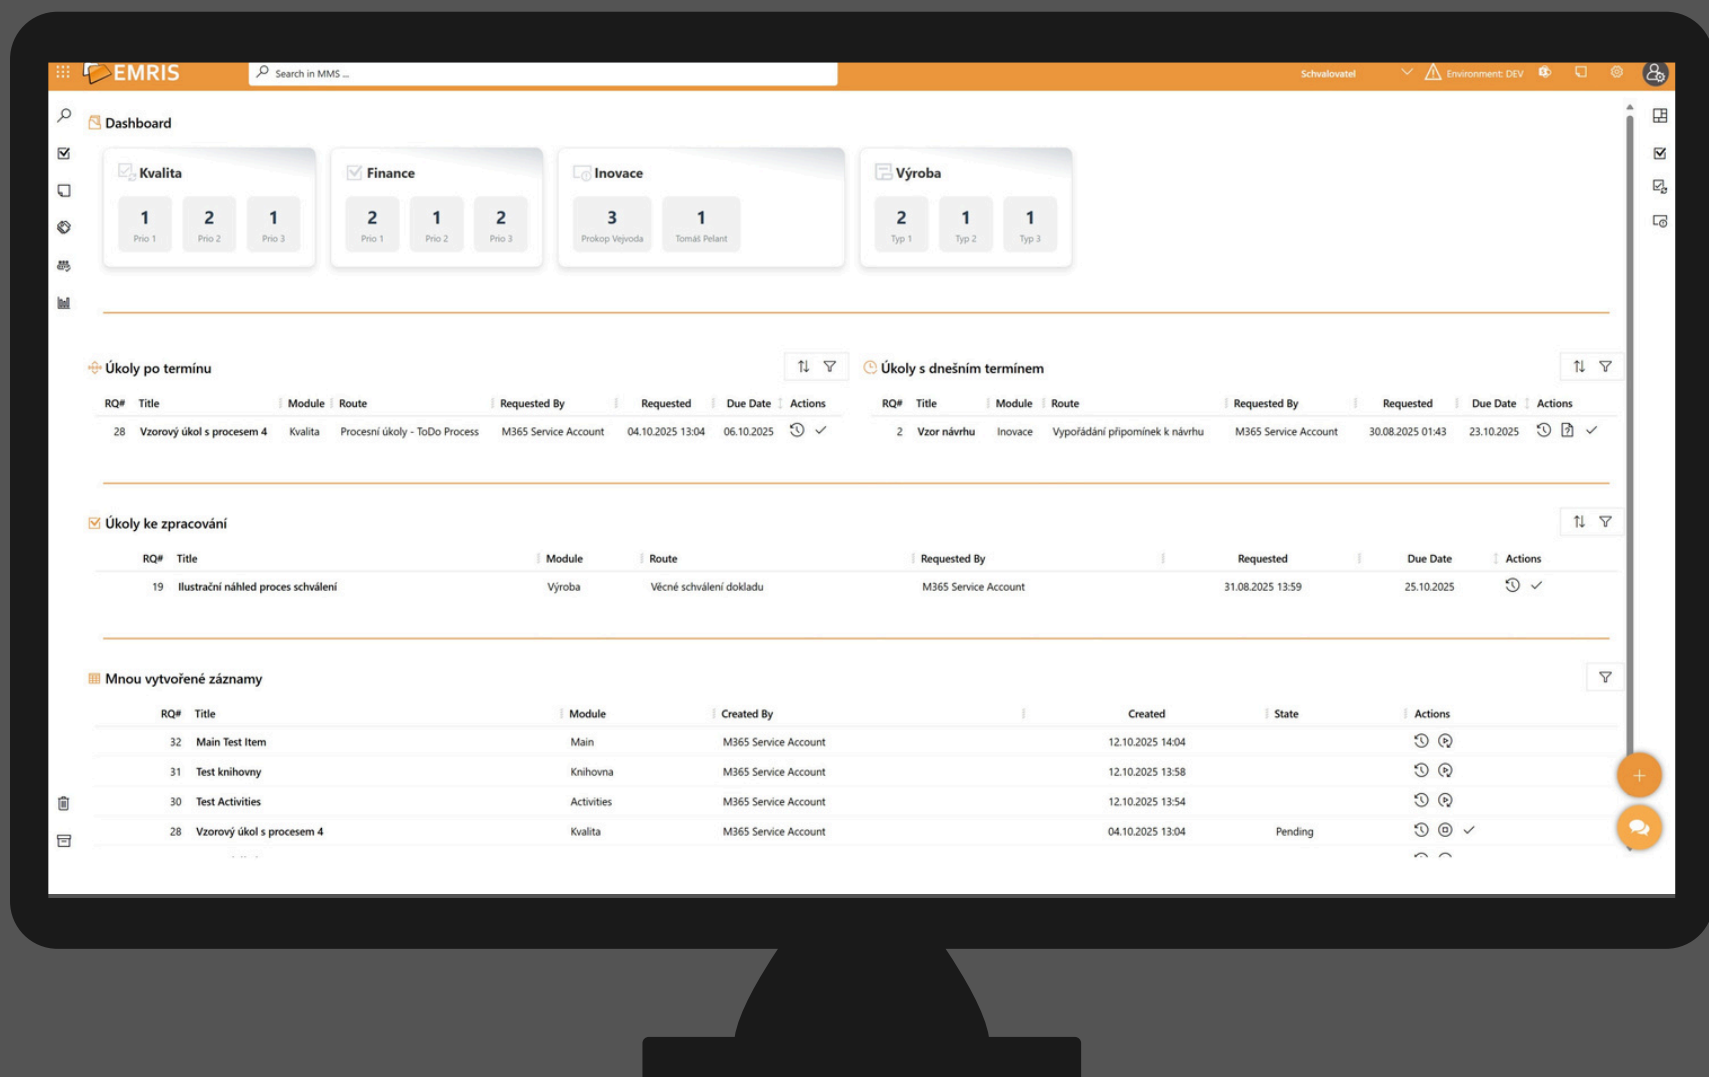 EMRIS
Search in MMS ...
Schvalovatel
Environment: DEV
Dashboard
Kvalita
1 2 1
Prio 1 Prio 2 Prio 3
Finance
2 1 2
Prio 1 Prio 2 Prio 3
Inovace
3 1
Prokop Vejvoda Tomáš Pelant
Výroba
2 1 1
Typ 1 Typ 2 Typ 3
Úkoly po termínu
RQ# Title Module Route Requested By Requested Due Date Actions
28 Vzorový úkol s procesem 4 Kvalita Procesní úkoly - ToDo Process M365 Service Account 04.10.2025 13:04 06.10.2025
Úkoly s dnešním termínem
RQ# Title Module Route Requested By Requested Due Date Actions
2 Vzor návrhu Inovace Vypořádání připomínek k návrhu M365 Service Account 30.08.2025 01:43 23.10.2025
Úkoly ke zpracování
RQ# Title Module Route Requested By Requested Due Date Actions
19 Ilustrační náhled proces schválení Výroba Věcné schválení dokladu M365 Service Account 31.08.2025 13:59 25.10.2025
Mnou vytvořené záznamy
RQ# Title Module Created By Created State Actions
32 Main Test Item Main M365 Service Account 12.10.2025 14:04
31 Test knihovny Knihovna M365 Service Account 12.10.2025 13:58
30 Test Activities Activities M365 Service Account 12.10.2025 13:54
28 Vzorový úkol s procesem 4 Kvalita M365 Service Account 04.10.2025 13:04 Pending